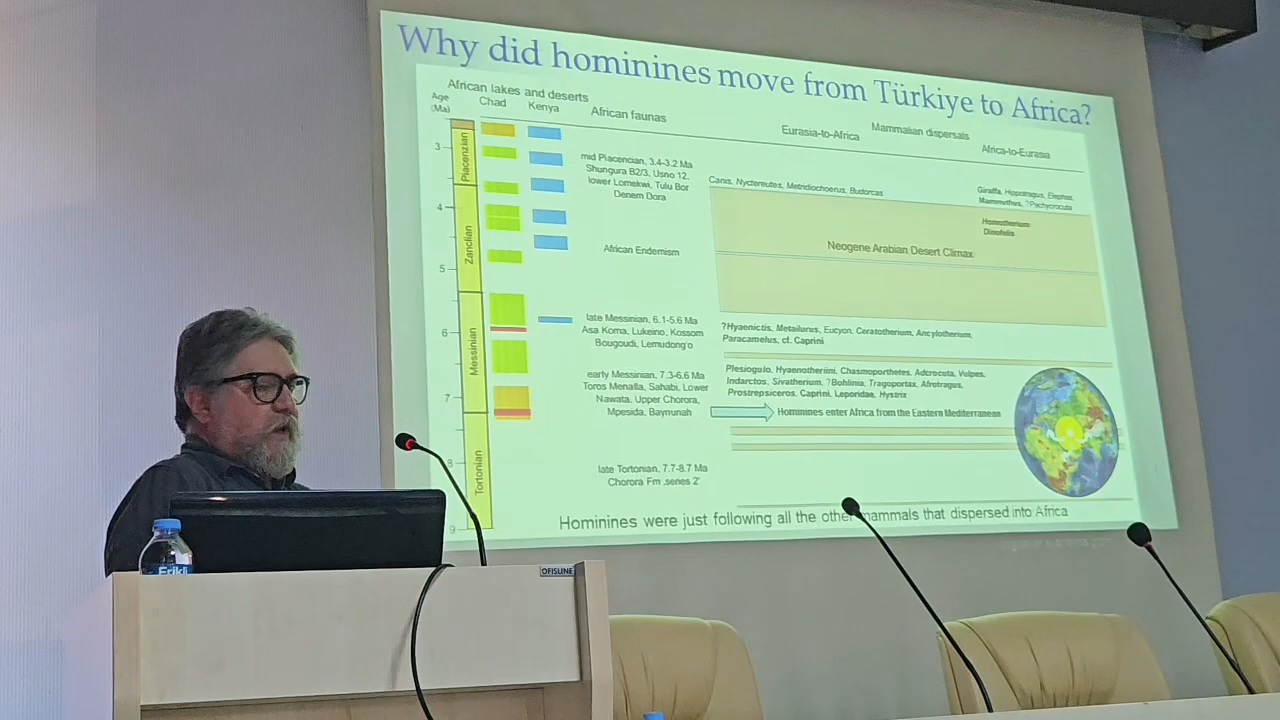 Why did hominines move from Türkiye to Africa?
African lakes and deserts
Age
(Ma)
Chad
Kenya
African faunas
Eurasia-to-Africa
Mammalian dispersals
Africa-to-Eurasia
3
4
5
6
7
8
9
Piacenzian
Zanclian
Messinian
Tortonian
mid Piacencian, 3.4-3.2 Ma
Shungura B2/3, Usno 12,
lower Lomekwi, Tulu Bor
Denem Dora
African Endemism
late Messinian, 6.1-5.6 Ma
Asa Koma, Lukeino, Kossom
Bougoudi, Lemudong'o
early Messinian, 7.3-6.6 Ma
Toros Menalla, Sahabi, Lower
Nawata, Upper Chorora,
Mpesida, Baynunah
late Tortonian, 7.7-8.7 Ma
Chorora Fm ,series 2'
Canis, Nyctereutes, Metridiochoerus, Budorcas
Giraffa, Hippotragus, Elephas,
Mammuthus, ?Pachycrocuta
Homotherium
Dinofelis
Neogene Arabian Desert Climax
?Hyaenictis, Metailurus, Eucyon, Ceratotherium, Ancylotherium,
Paracamelus, cf. Caprini
Plesiogulo, Hyaenotheriini, Chasmoporthetes, Adcrocuta, Vulpes,
Indarctos, Sivatherium, ?Bohlinia, Tragoportax, Afrotragus,
Prostrepsiceros, Caprini, Leporidae, Hystrix
Hominines enter Africa from the Eastern Mediterranean
Hominines were just following all the other mammals that dispersed into Africa
OFISLINE
Erikli